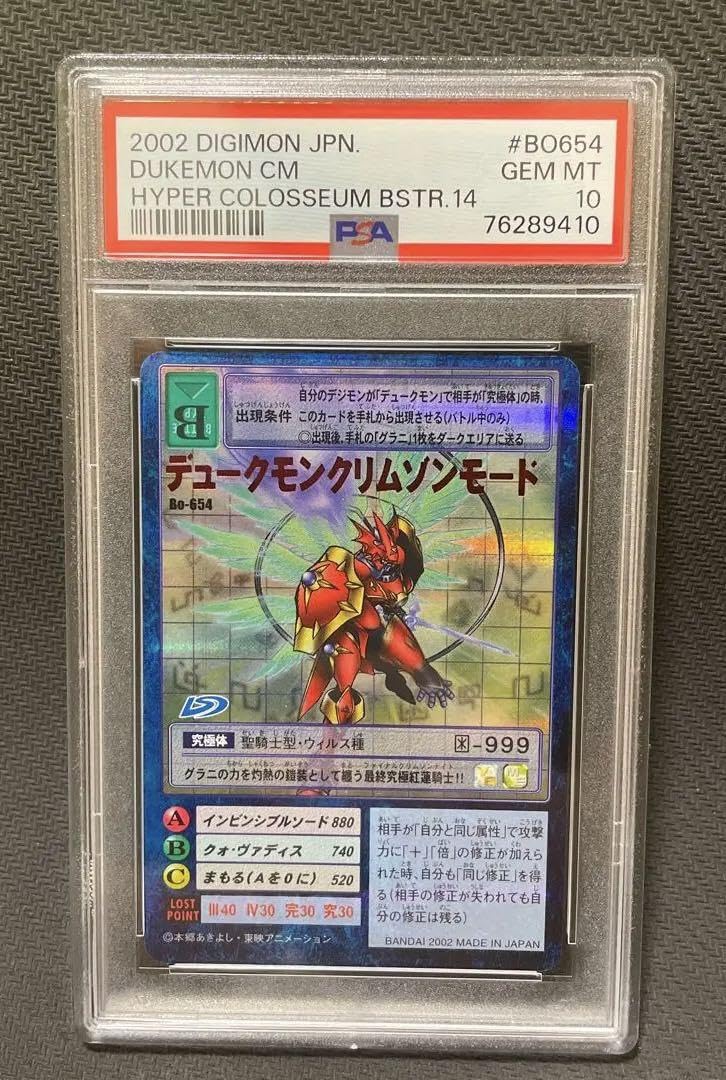 2002 DIGIMON JPN. #BO654
DUKEMON CM GEM MT
HYPER COLOSSEUM BSTR.14 10
76289410
PSA
B
出現条件
自分のデジモンが「デュークモン」で相手が「究極体」の時、
このカードを手札から出現させる(バトル中のみ)
◎出現後、手札の「グラニ」1枚をダークエリアに送る
デュークモンクリムゾンモード
Bo-654
究極体 聖騎士型・ウィルス種 -999
グラニの力を灼熱の鎧装として纏う最終究極紅蓮騎士!!
A インビンシブルソード 880
B クォ・ヴァディス 740
C まもる(Aを0に) 520
LOST
POINT Ⅲ40 Ⅳ30 完30 究30
相手が「自分と同じ属性」で攻撃
力に「+」「倍」の修正が加えら
れた時、自分も「同じ修正」を得
る(相手の修正が失われても自
分の修正は残る)
©本郷あきよし・東映アニメーション
BANDAI 2002 MADE IN JAPAN